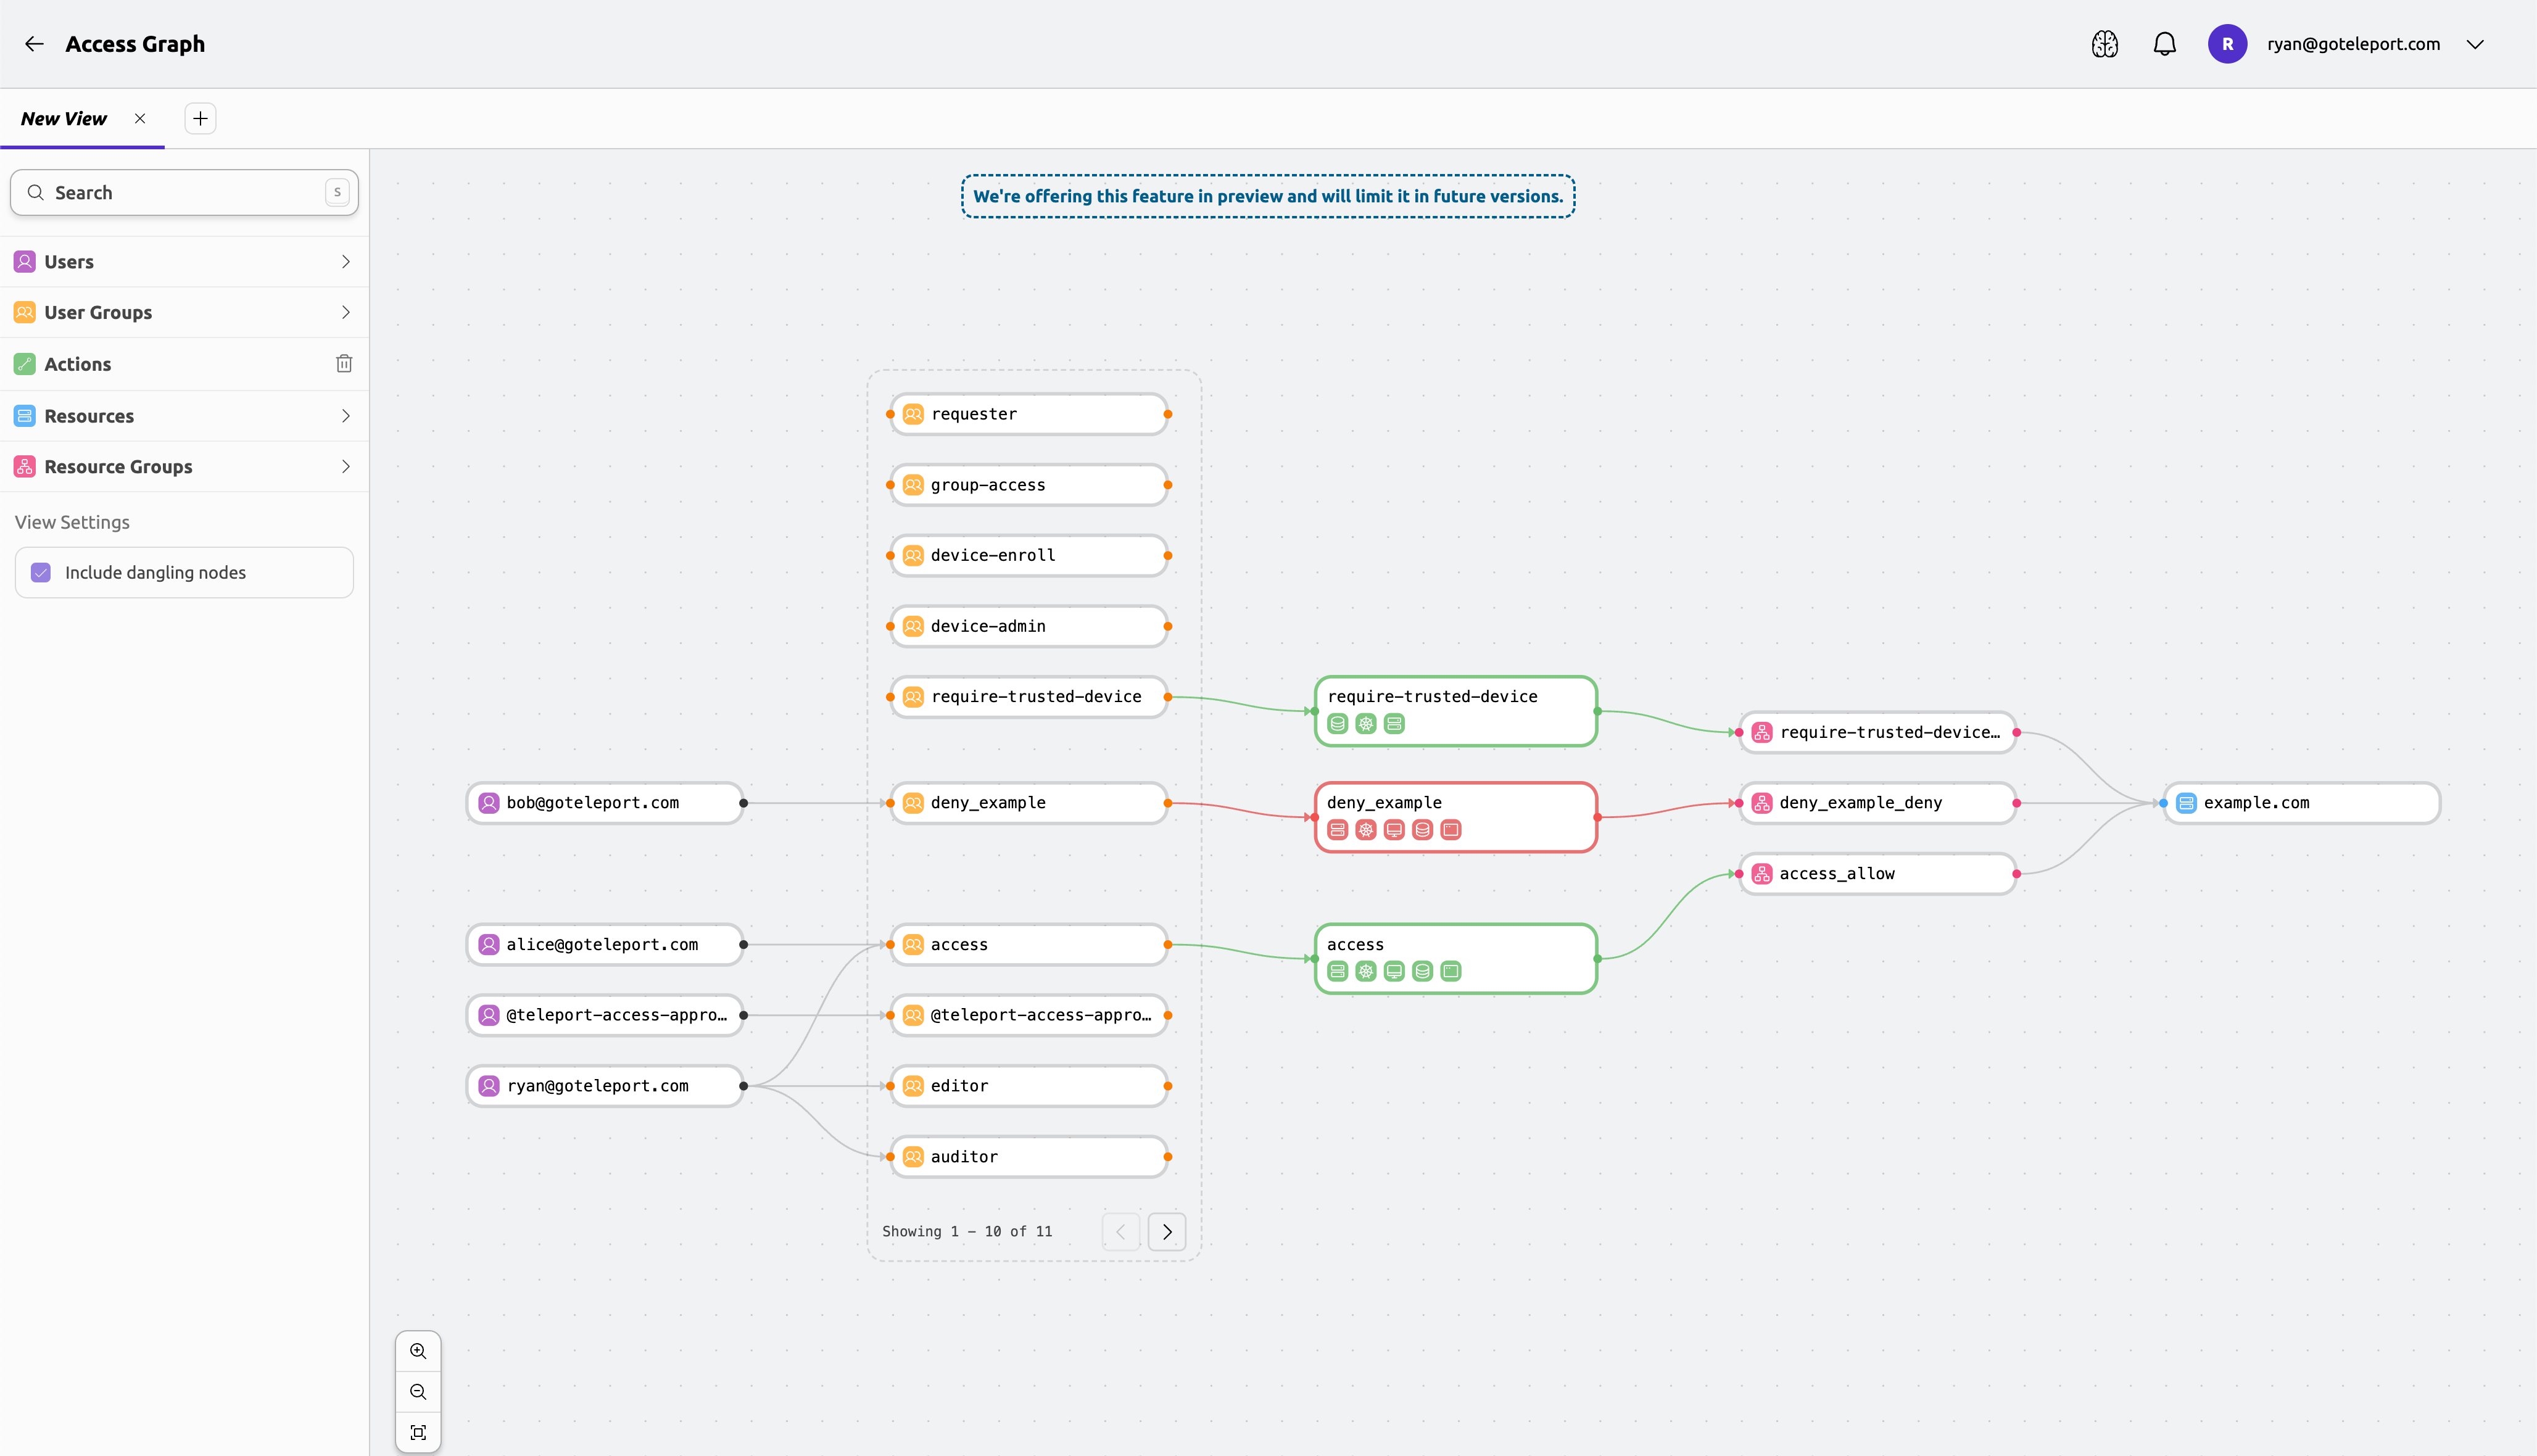 Access Graph
R
ryan@goteleport.com
New View
Search
S
Users
User Groups
Actions
Resources
Resource Groups
View Settings
Include dangling nodes
We're offering this feature in preview and will limit it in future versions.
requester
group-access
device-enroll
device-admin
require-trusted-device
require-trusted-device
require-trusted-device…
bob@goteleport.com
deny_example
deny_example
deny_example_deny
example.com
access_allow
alice@goteleport.com
access
access
@teleport-access-appro…
@teleport-access-appro…
ryan@goteleport.com
editor
auditor
Showing 1 – 10 of 11